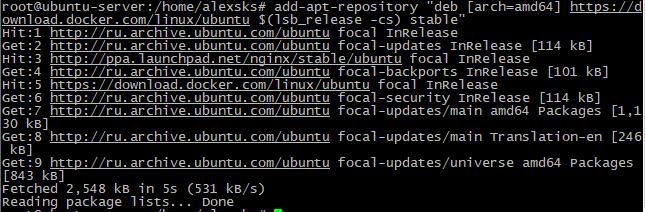 root@ubuntu-server:/home/alexsks# add-apt-repository "deb [arch=amd64] https://d
ownload.docker.com/linux/ubuntu $(lsb_release -cs) stable"
Hit:1 http://ru.archive.ubuntu.com/ubuntu focal InRelease
Get:2 http://ru.archive.ubuntu.com/ubuntu focal-updates InRelease [114 kB]
Hit:3 http://ppa.launchpad.net/nginx/stable/ubuntu focal InRelease
Get:4 http://ru.archive.ubuntu.com/ubuntu focal-backports InRelease [101 kB]
Hit:5 https://download.docker.com/linux/ubuntu focal InRelease
Get:6 http://ru.archive.ubuntu.com/ubuntu focal-security InRelease [114 kB]
Get:7 http://ru.archive.ubuntu.com/ubuntu focal-updates/main amd64 Packages [1,1
30 kB]
Get:8 http://ru.archive.ubuntu.com/ubuntu focal-updates/main Translation-en [246
 kB]
Get:9 http://ru.archive.ubuntu.com/ubuntu focal-updates/universe amd64 Packages
[843 kB]
Fetched 2,548 kB in 5s (531 kB/s)
Reading package lists... Done